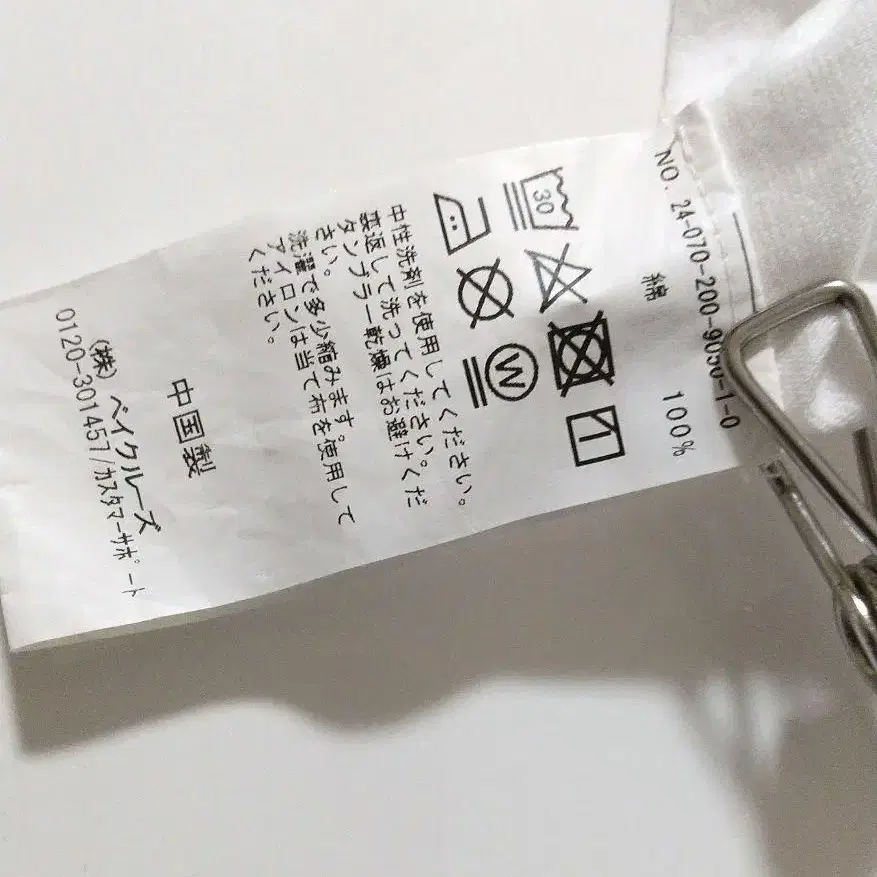 NO. 24-070-200-9050-1-0
綿 100%
30
W
中性洗剤を使用してください。
裏返して洗ってください。
タンブラー乾燥はお避けくだ
さい。
洗濯で多少縮みます。
アイロンは当て布を使用して
ください。
中国製
(株) ベイクルーズ
0120-301457/カスタマーサポート